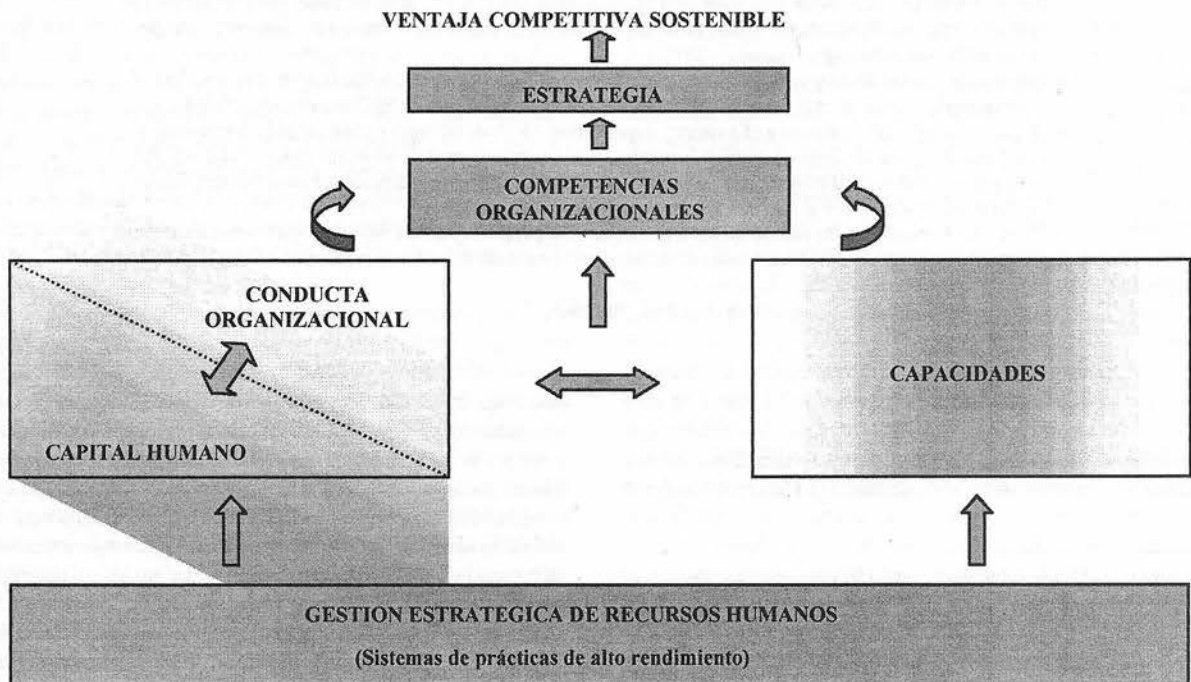 VENTAJA COMPETITIVA SOSTENIBLE
ESTRATEGIA
COMPETENCIAS
ORGANIZACIONALES
CONDUCTA
ORGANIZACIONAL
CAPITAL HUMANO
CAPACIDADES
GESTION ESTRATEGICA DE RECURSOS HUMANOS
(Sistemas de prácticas de alto rendimiento)